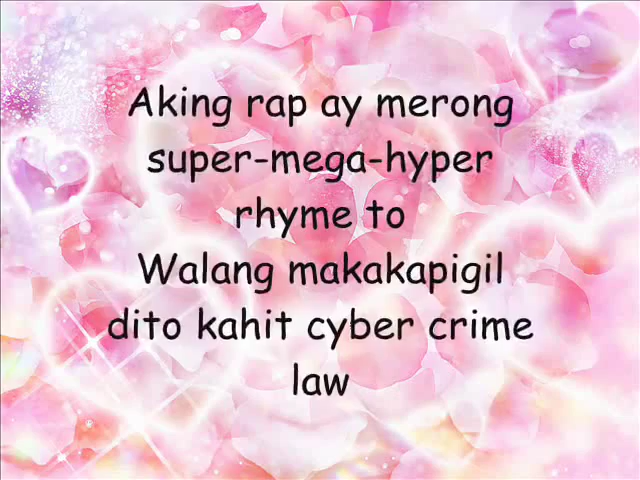 Aking rap ay merong
super-mega-hyper
rhyme to
Walang makakapigil
dito kahit cyber crime
law